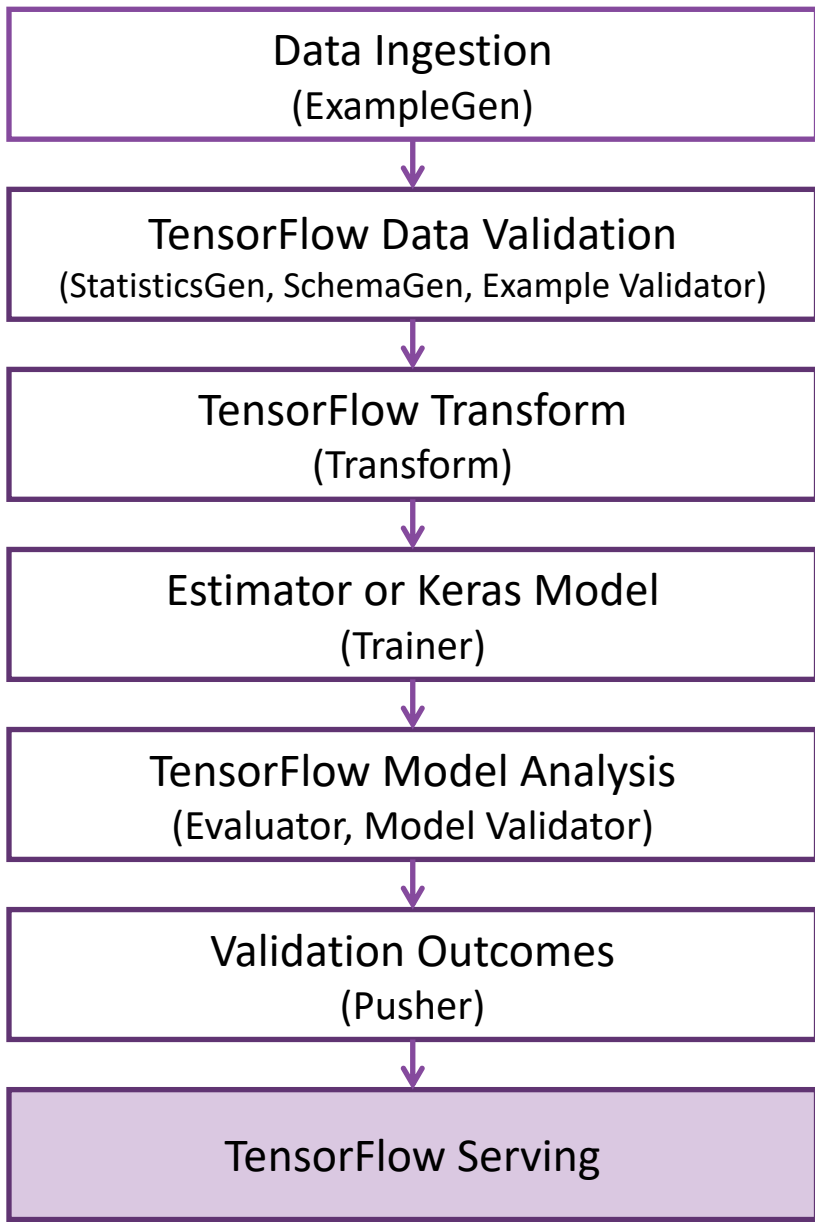 Data Ingestion
(ExampleGen)
TensorFlow Data Validation
(StatisticsGen, SchemaGen, Example Validator)
TensorFlow Transform
(Transform)
Estimator or Keras Model
(Trainer)
TensorFlow Model Analysis
(Evaluator, Model Validator)
Validation Outcomes
(Pusher)
TensorFlow Serving